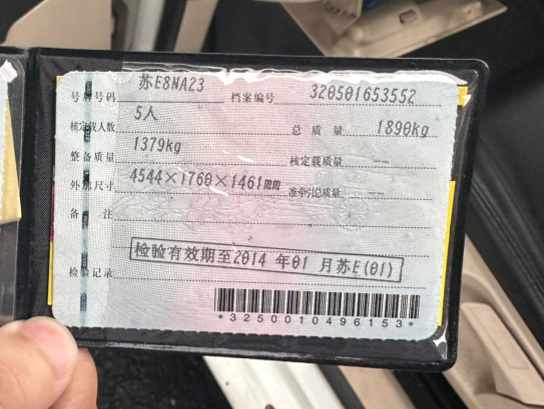 号牌号码 苏E8NA23 档案编号 320501653552
核定载人数 5人 总质量 1890kg
整备质量 1379kg 核定载质量 --
外廓尺寸 4544×1760×1461mm 准牵引总质量 --
备注
检验记录 检验有效期至2014年01月苏E(01)
*3250010496153*